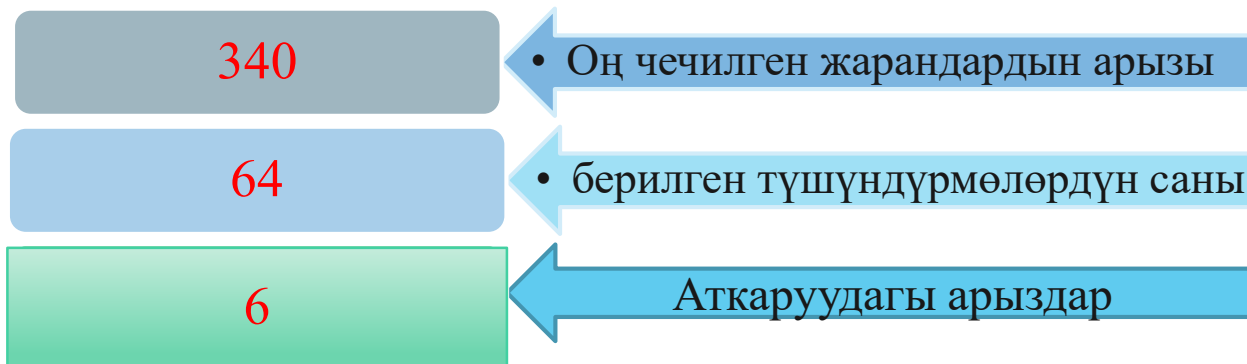 340
• Оң чечилген жарандардын арызы
64
• берилген түшүндүрмөлөрдүн саны
6
Аткаруудагы арыздар